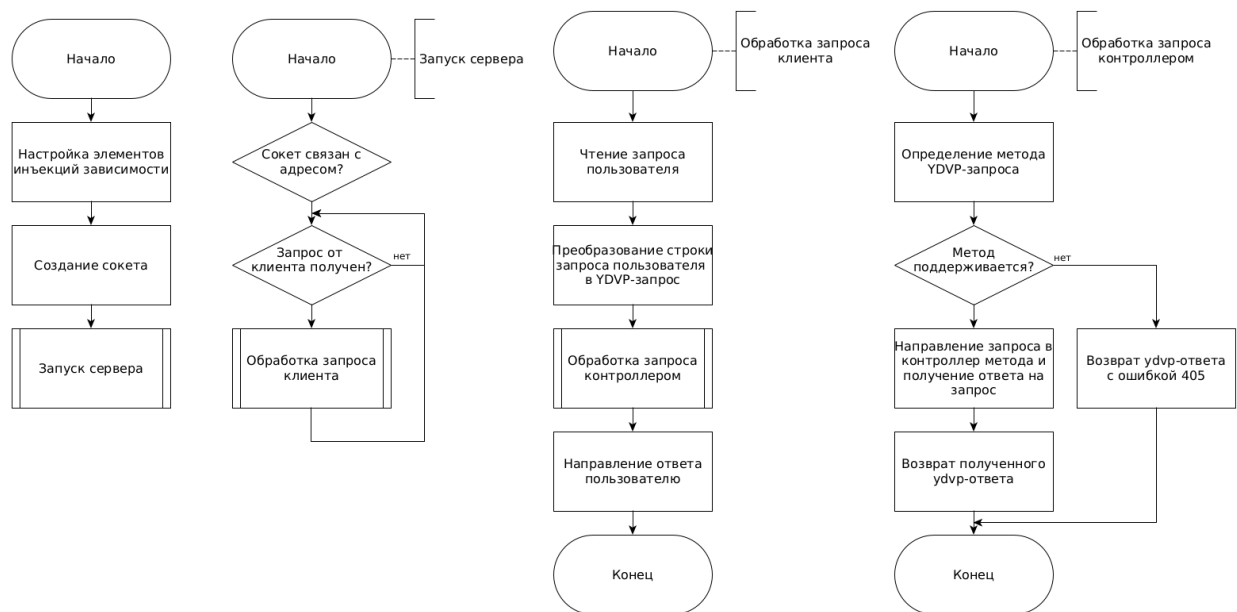 Начало
Настройка элементов
инъекций зависимости
Создание сокета
Запуск сервера
Начало
Запуск сервера
Сокет связан с
адресом?
Запрос от
клиента получен?
нет
Обработка запроса
клиента
Начало
Обработка запроса
клиента
Чтение запроса
пользователя
Преобразование строки
запроса пользователя
в YDVP-запрос
Обработка запроса
контроллером
Направление ответа
пользователю
Конец
Начало
Обработка запроса
контроллером
Определение метода
YDVP-запроса
Метод
поддерживается?
нет
Направление запроса в
контроллер метода и
получение ответа на
запрос
Возврат ydvp-ответа
с ошибкой 405
Возврат полученного
ydvp-ответа
Конец